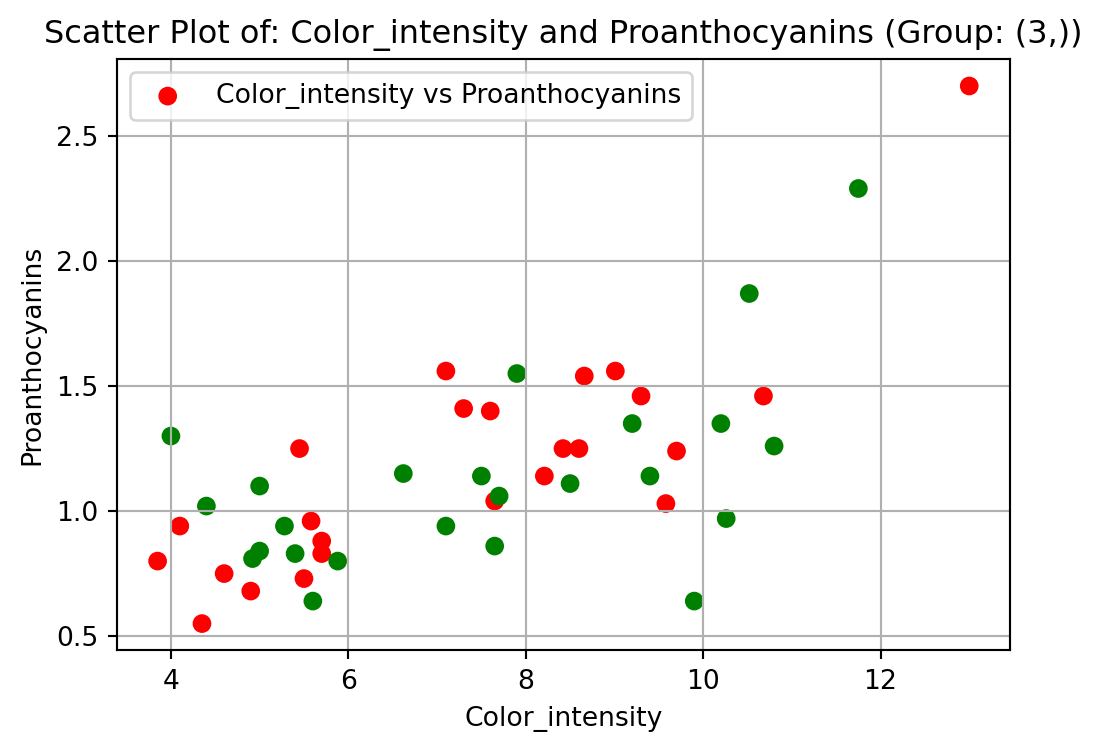 Scatter Plot of: Color_intensity and Proanthocyanins (Group: (3,))
Color_intensity vs Proanthocyanins
2.5
2.0
1.5
1.0
0.5
Proanthocyanins
4 6 8 10 12
Color_intensity